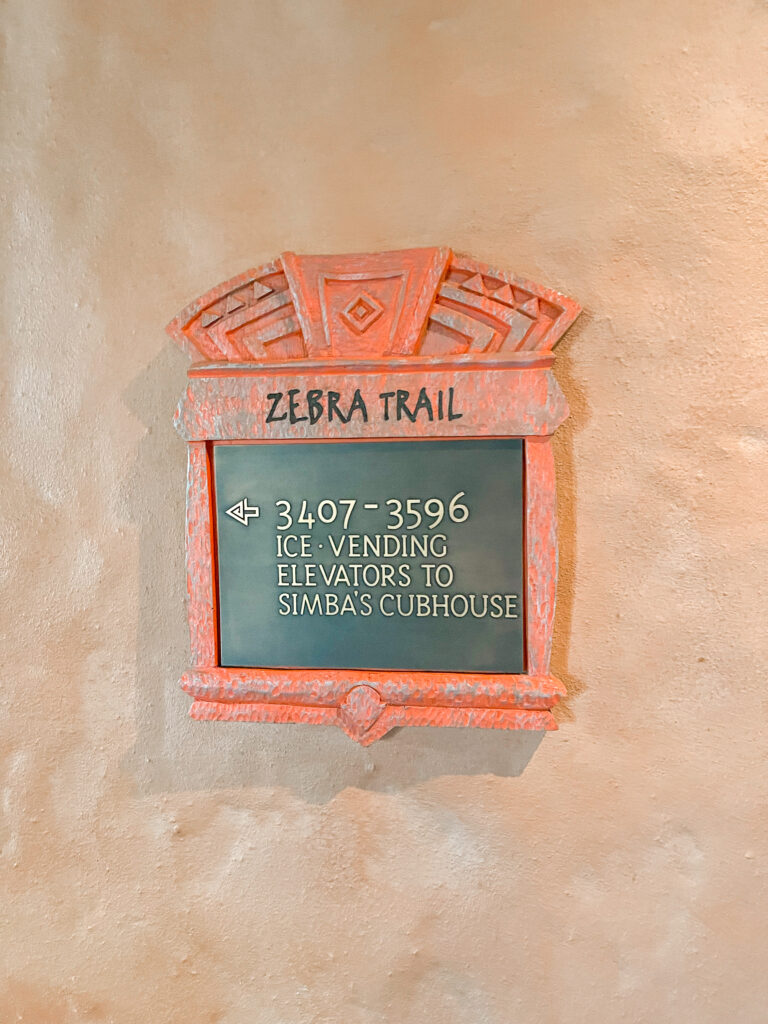 ZEBRA TRAIL
3407-3596
ICE · VENDING
ELEVATORS TO
SIMBA'S CUBHOUSE